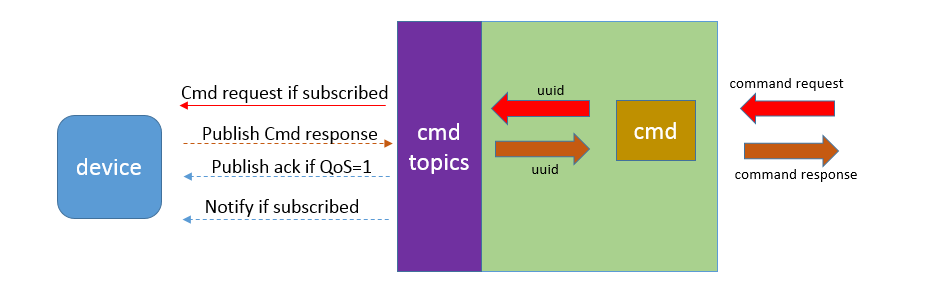 Cmd request if subscribed
Publish Cmd response
Publish ack if QoS=1
Notify if subscribed
device
cmd
topics
uuid
uuid
cmd
command request
command response